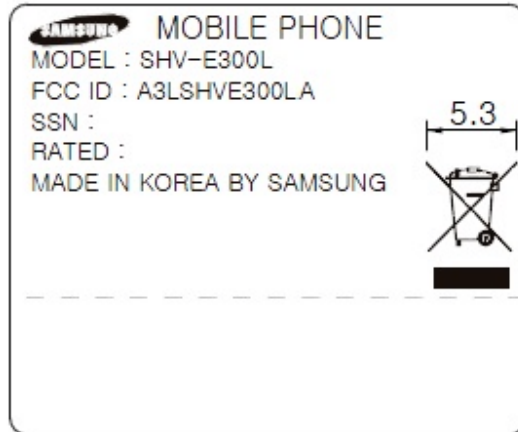 SAMSUNG MOBILE PHONE
MODEL : SHV-E300L
FCC ID : A3LSHVE300LA
SSN :
RATED :
MADE IN KOREA BY SAMSUNG
5.3